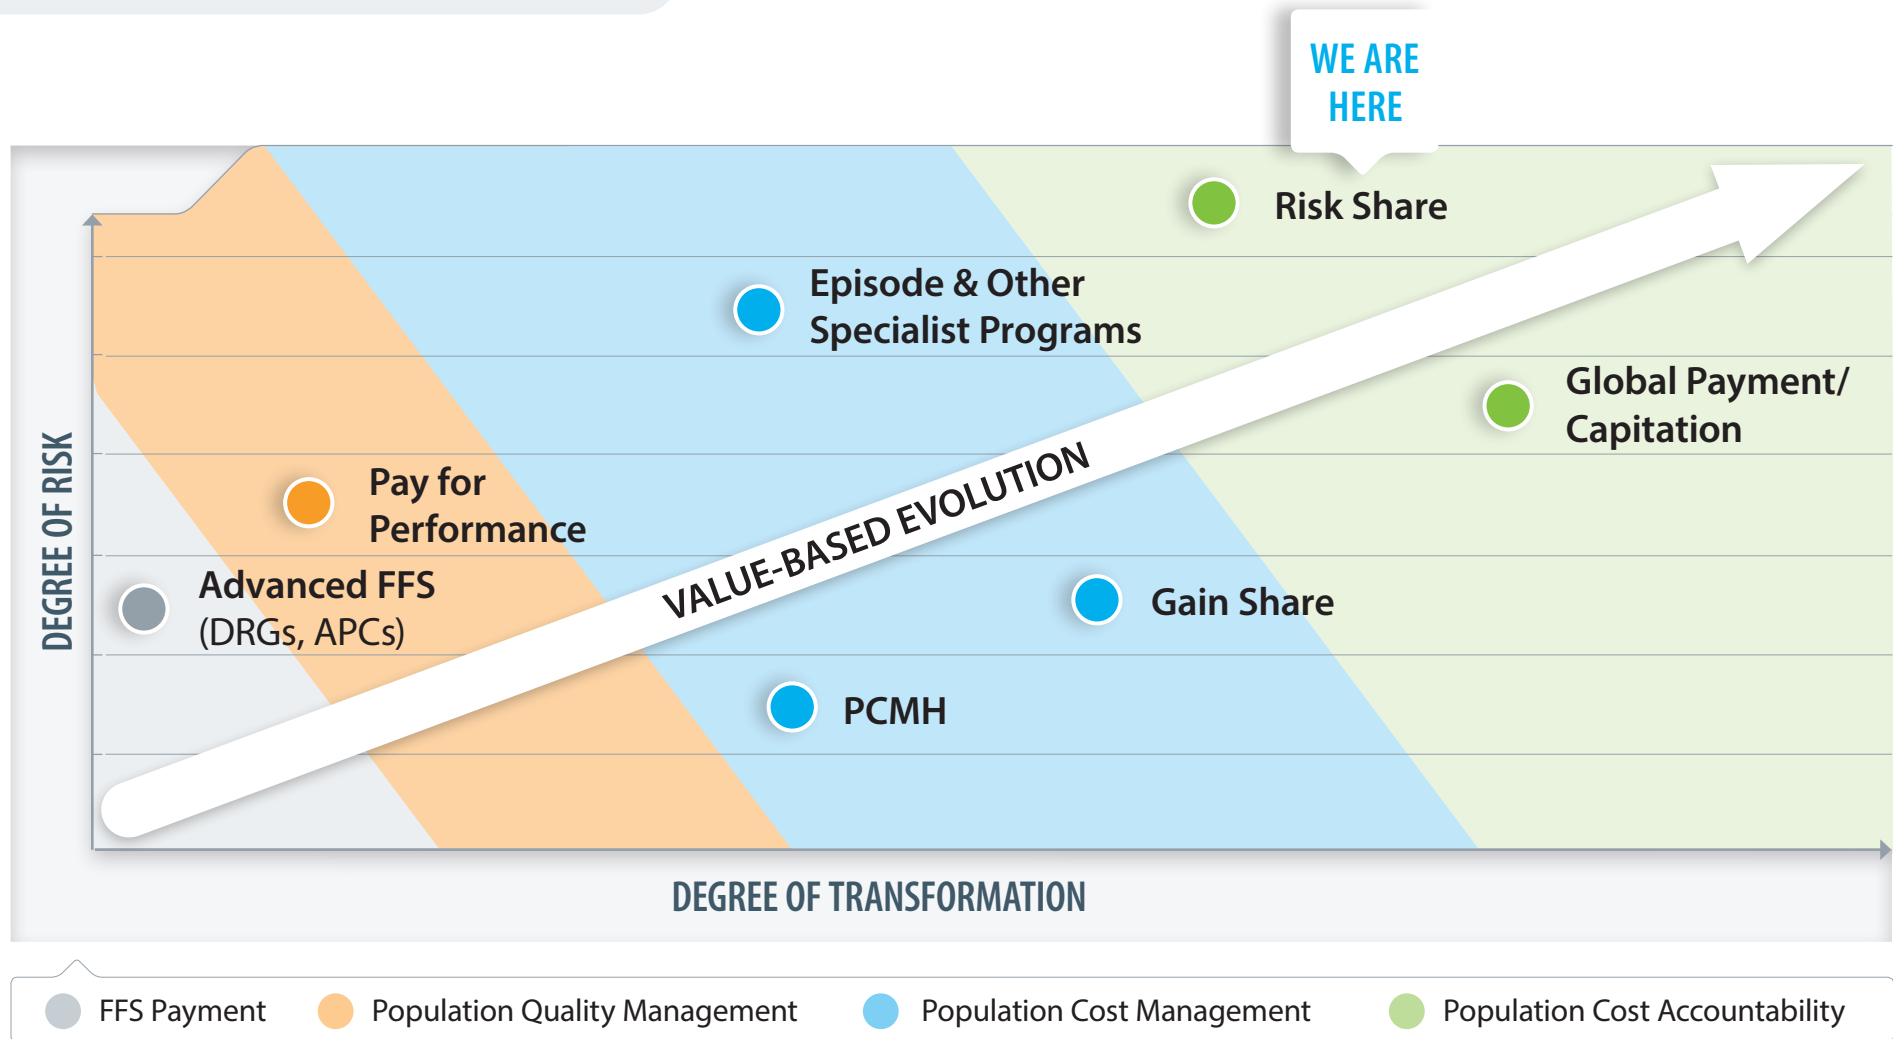 WE ARE
HERE
Risk Share
Episode & Other
Specialist Programs
Global Payment/
Capitation
Pay for
Performance
VALUE-BASED EVOLUTION
Advanced FFS
(DRGs, APCs)
Gain Share
PCMH
DEGREE OF RISK
DEGREE OF TRANSFORMATION
FFS Payment
Population Quality Management
Population Cost Management
Population Cost Accountability